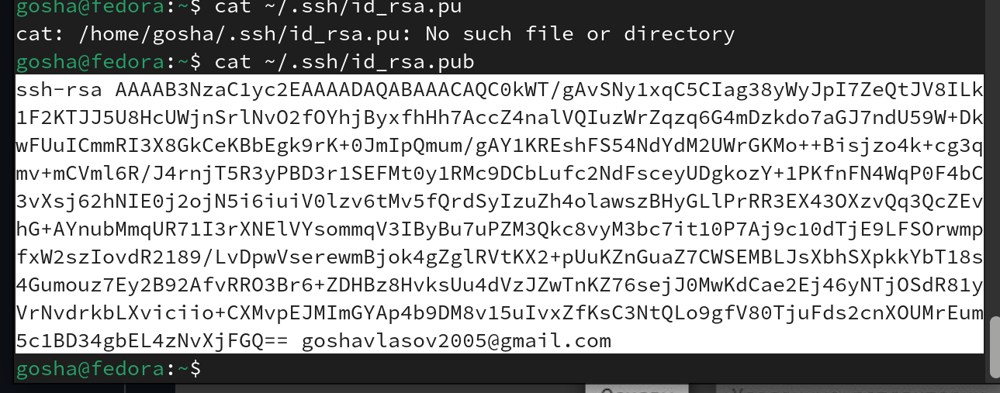 gosha@fedora:~$ cat ~/.ssh/id_rsa.pu
cat: /home/gosha/.ssh/id_rsa.pu: No such file or directory
gosha@fedora:~$ cat ~/.ssh/id_rsa.pub
ssh-rsa AAAAB3NzaC1yc2EAAAADAQABAAACAQC0kWT/gAvSNy1xqC5CIag38yWyJpI7ZeQtJV8ILk
1F2KTJJ5U8HcUWjnSrlNvO2fOYhjByxfhHh7AccZ4nalVQIuzWrZqzq6G4mDzkdo7aGJ7ndU59W+Dk
wFUuICmmRI3X8GkCeKBbEgk9rK+0JmIpQmum/gAY1KREshFS54NdYdM2UWrGKMo++Bisjzo4k+cg3q
mv+mCVml6R/J4rnjT5R3yPBD3r1SEFMt0y1RMc9DCbLufc2NdFsceyUDgkozY+1PKfnFN4WqP0F4bC
3vXsj62hNIE0j2ojN5i6iuiV0lzv6tMv5fQrdSyIzuZh4olawszBHyGLlPrRR3EX43OXzvQq3QcZEv
hG+AYnubMmqUR71I3rXNElVYsommqV3IByBu7uPZM3Qkc8vyM3bc7it10P7Aj9c10dTjE9LFSOrwmp
fxW2szIovdR2189/LvDpwVserewmBjok4gZglRVtKX2+pUuKZnGuaZ7CWSEMBLJsXbhSXpkkYbT18s
4Gumouz7Ey2B92AfvRRO3Br6+ZDHBz8HvksUu4dVzJZwTnKZ76sejJ0MwKdCae2Ej46yNTjOSdR81y
VrNvdrkbLXviciio+CXMvpEJMImGYAp4b9DM8v15uIvxZfKsC3NtQLo9gfV80TjuFds2cnXOUMrEum
5c1BD34gbEL4zNvXjFGQ== goshavlasov2005@gmail.com
gosha@fedora:~$